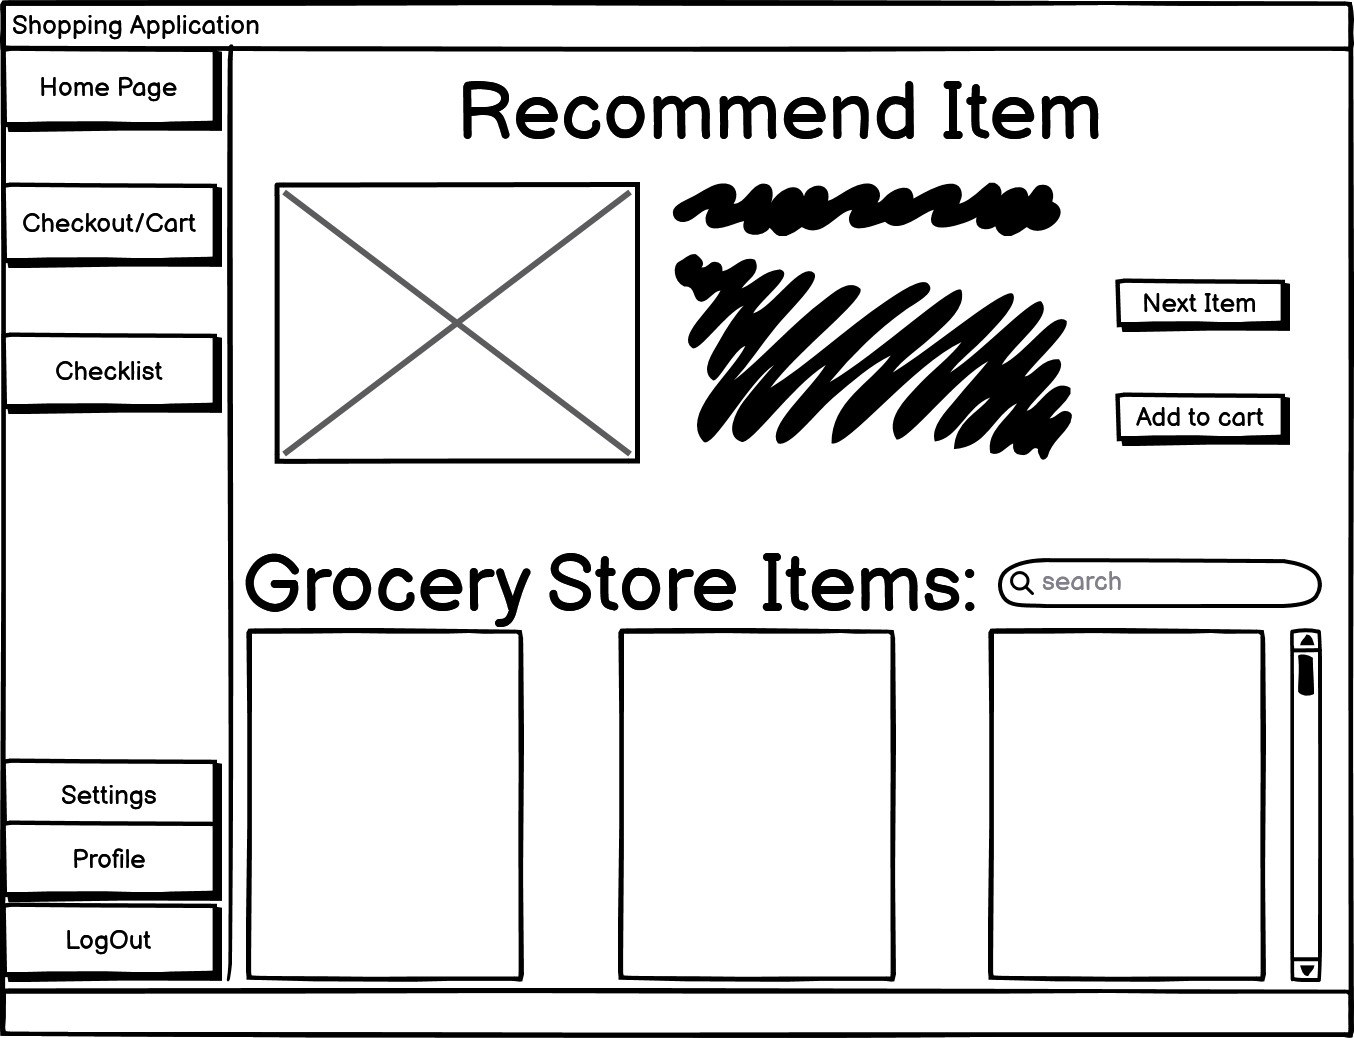 Shopping Application
Home Page
Checkout/Cart
Checklist
Settings
Profile
LogOut
Recommend Item
Next Item
Add to cart
Grocery Store Items:
search